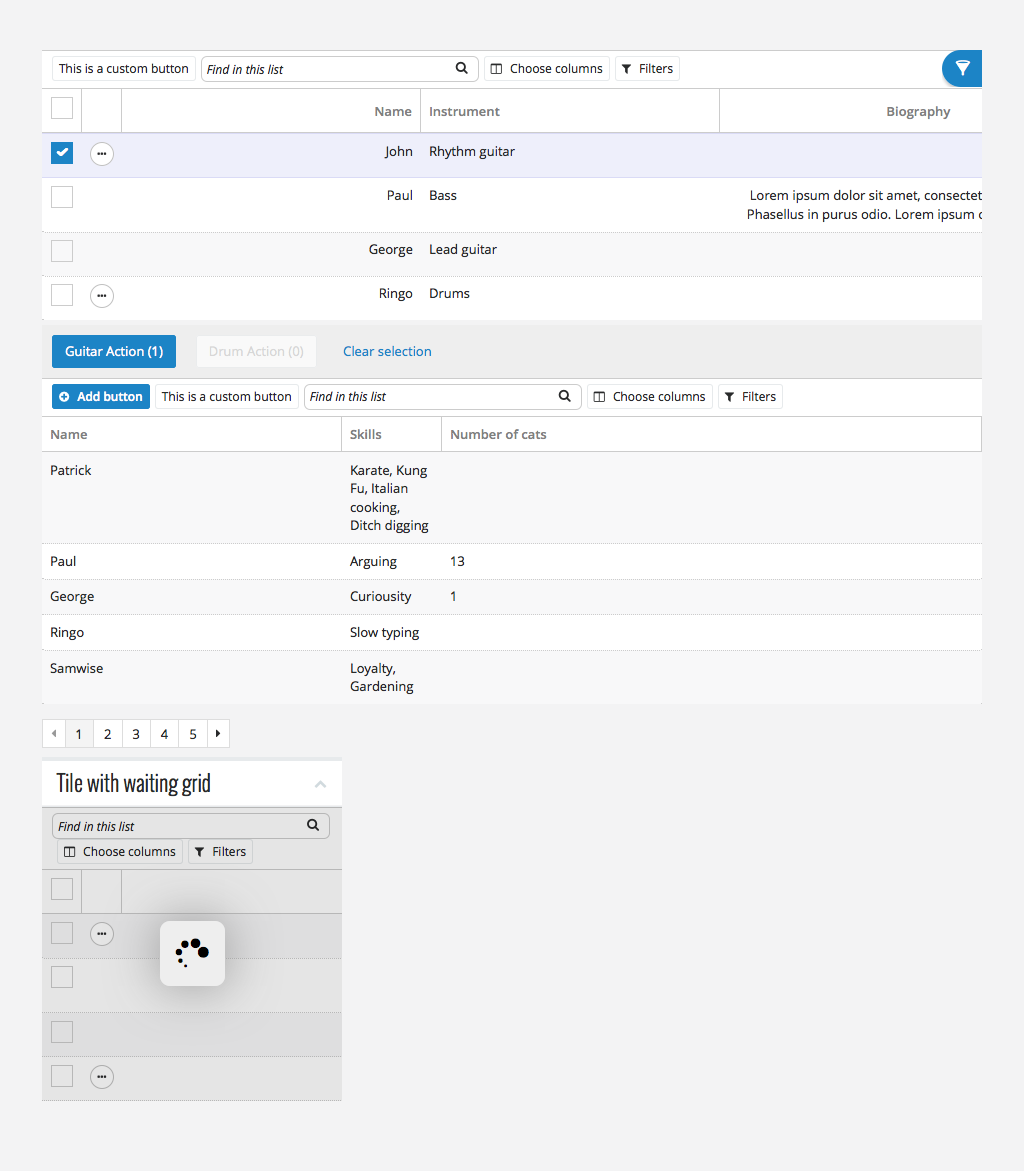 This is a custom button Find in this list Choose columns Filters
Name Instrument Biography
John Rhythm guitar
Paul Bass Lorem ipsum dolor sit amet, consectet
Phasellus in purus odio. Lorem ipsum
George Lead guitar
Ringo Drums
Guitar Action (1) Drum Action (0) Clear selection
Add button This is a custom button Find in this list Choose columns Filters
Name Skills Number of cats
Patrick Karate, Kung
Fu, Italian
cooking,
Ditch digging
Paul Arguing 13
George Curiousity 1
Ringo Slow typing
Samwise Loyalty,
Gardening
1 2 3 4 5
Tile with waiting grid
Find in this list
Choose columns Filters